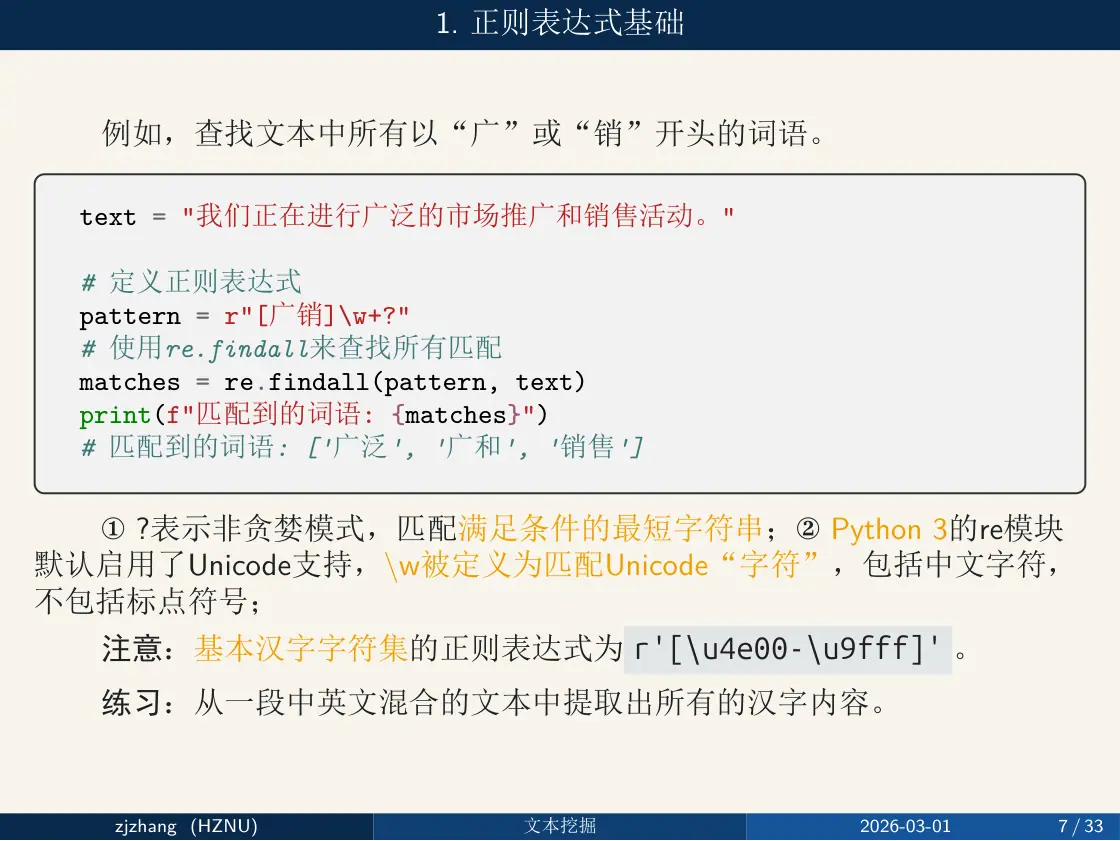 1. 正则表达式基础
例如，查找文本中所有以“广”或“销”开头的词语。
text = "我们正在进行广泛的市场推广和销售活动。"
# 定义正则表达式
pattern = r"[广销]\w+?"
# 使用re.findall来查找所有匹配
matches = re.findall(pattern, text)
print(f"匹配到的词语: {matches}")
# 匹配到的词语: ['广泛', '广和', '销售']
① ?表示非贪婪模式，匹配满足条件的最短字符串；② Python 3的re模块
默认启用了Unicode支持，\w被定义为匹配Unicode“字符”，包括中文字符，
不包括标点符号；
注意：基本汉字字符集的正则表达式为 r'[\u4e00-\u9fff]' 。
练习：从一段中英文混合的文本中提取出所有的汉字内容。
zjzhang (HZNU) 文本挖掘 2026-03-01 7 / 33